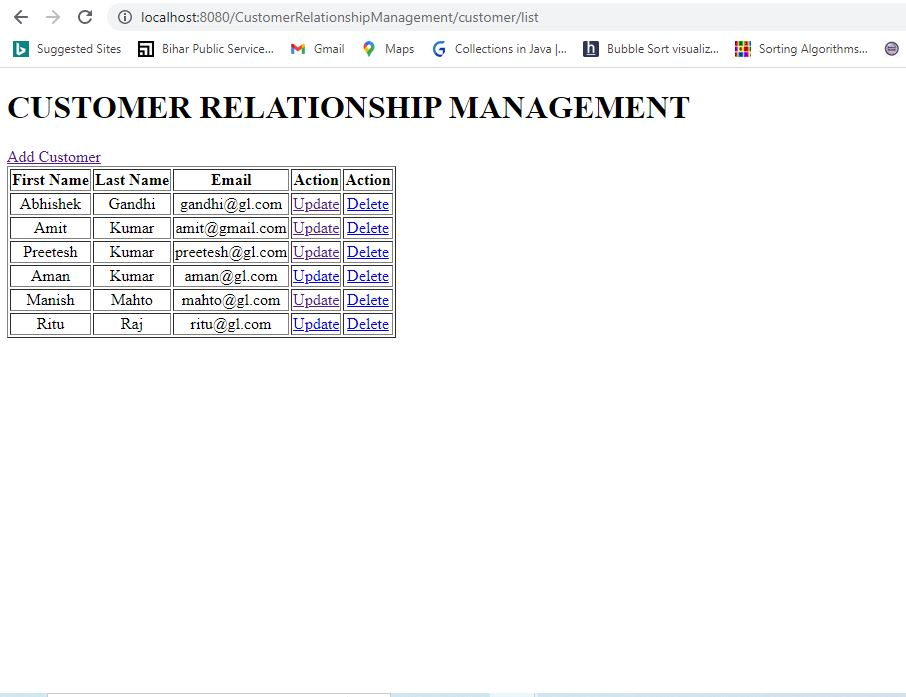 localhost:8080/CustomerRelationshipManagement/customer/list
Suggested Sites Bihar Public Service... Gmail Maps Collections in Java |... Bubble Sort visualiz... Sorting Algorithms...
CUSTOMER RELATIONSHIP MANAGEMENT
Add Customer
First Name Last Name Email Action Action
Abhishek Gandhi gandhi@gl.com Update Delete
Amit Kumar amit@gmail.com Update Delete
Preetesh Kumar preetesh@gl.com Update Delete
Aman Kumar aman@gl.com Update Delete
Manish Mahto mahto@gl.com Update Delete
Ritu Raj ritu@gl.com Update Delete